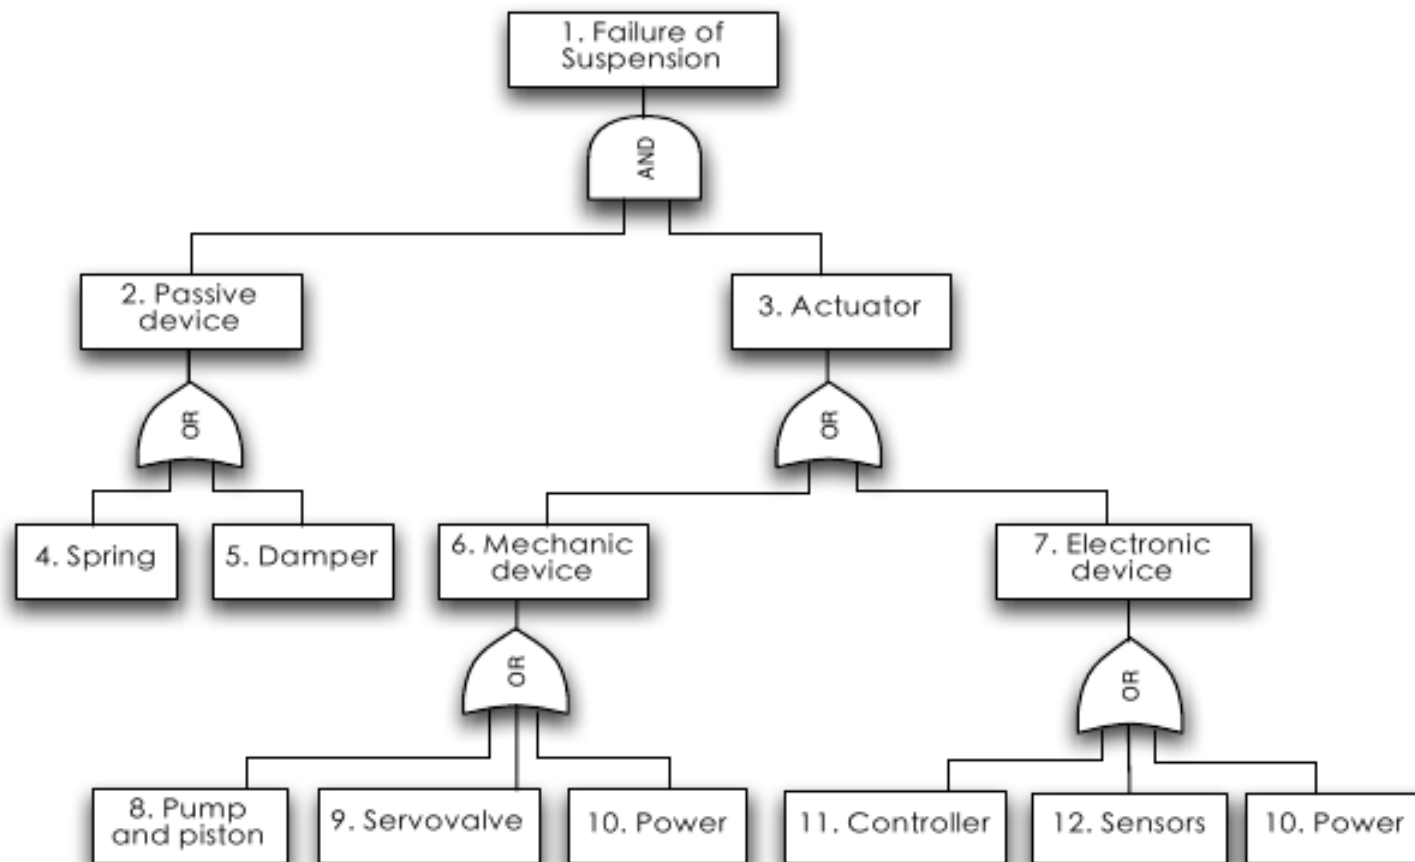 1. Failure of
Suspension
AND
2. Passive
device
3. Actuator
OR
OR
4. Spring
5. Damper
6. Mechanic
device
7. Electronic
device
OR
OR
8. Pump
and piston
9. Servovalve
10. Power
11. Controller
12. Sensors
10. Power